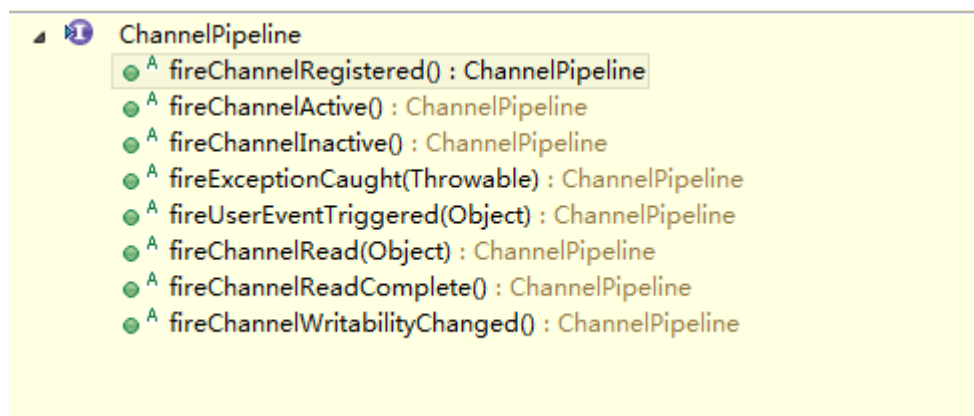 ChannelPipeline
A fireChannelRegistered() : ChannelPipeline
A fireChannelActive() : ChannelPipeline
A fireChannelInactive() : ChannelPipeline
A fireExceptionCaught(Throwable) : ChannelPipeline
A fireUserEventTriggered(Object) : ChannelPipeline
A fireChannelRead(Object) : ChannelPipeline
A fireChannelReadComplete() : ChannelPipeline
A fireChannelWritabilityChanged() : ChannelPipeline